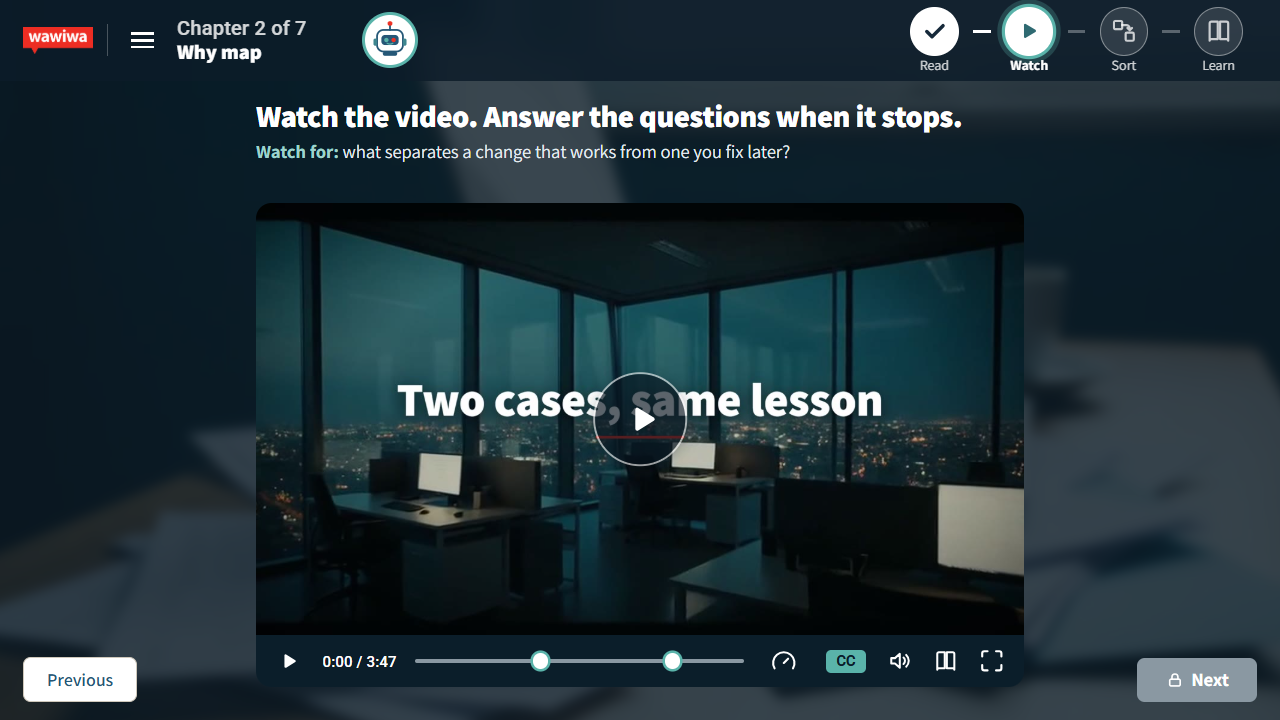 wawiwa
Chapter 2 of 7
Why map
Read
Watch
Sort
Learn
Watch the video. Answer the questions when it stops.
Watch for: what separates a change that works from one you fix later?
Two cases, same lesson
0:00 / 3:47
CC
Previous
Next